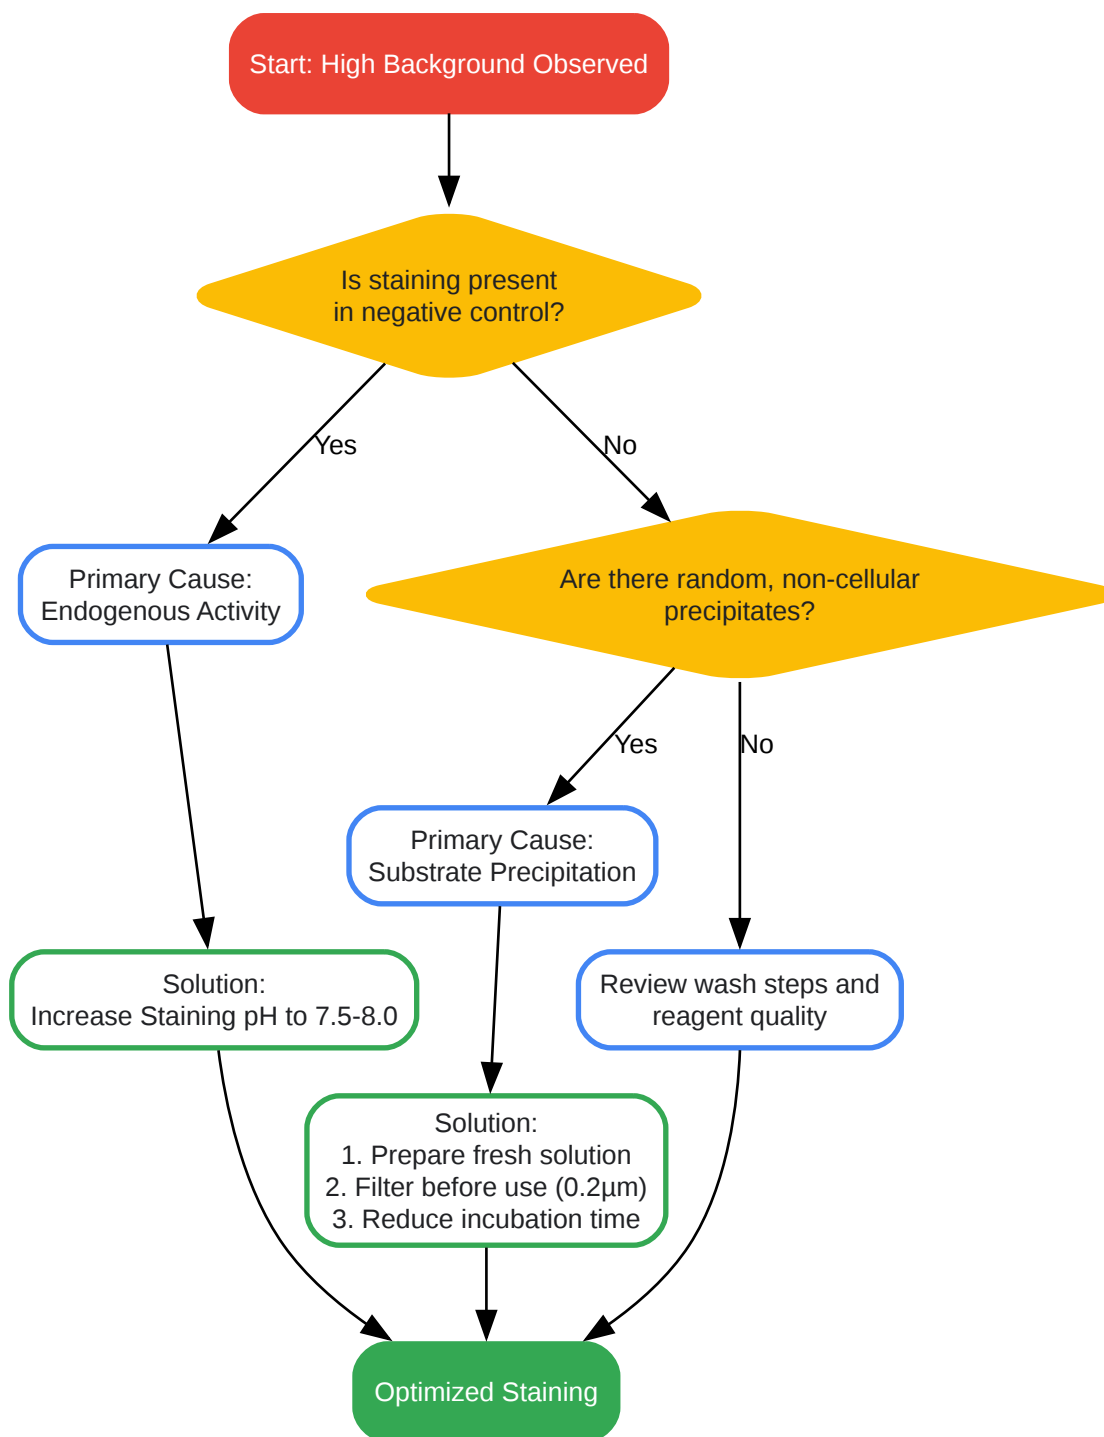 Start: High Background Observed
Is staining present
in negative control?
Yes
No
Primary Cause:
Endogenous Activity
Are there random, non-cellular
precipitates?
Yes
No
Primary Cause:
Substrate Precipitation
Solution:
Increase Staining pH to 7.5-8.0
Review wash steps and
reagent quality
Solution:
1. Prepare fresh solution
2. Filter before use (0.2µm)
3. Reduce incubation time
Optimized Staining